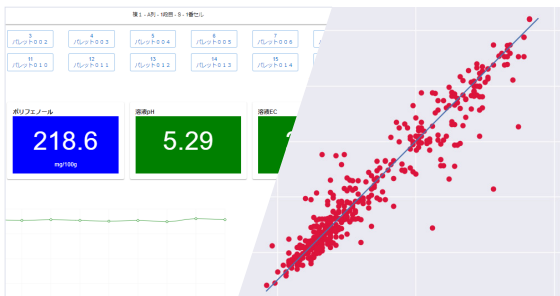 棟1 - A列 - 1段目 - S - 1番セル
3 4 5 6 7
パレット００２ パレット００３ パレット００４ パレット００５ パレット００６
11 12 13 14 15
パレット０１０ パレット０１１ パレット０１２ パレット０１３ パレット０１４
ポリフェノール 溶液pH 溶液EC
218.6 5.29
mg/100g